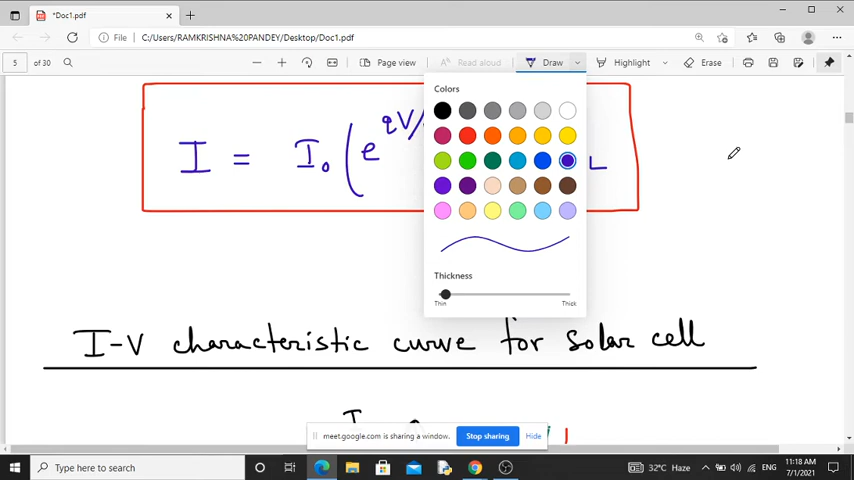 *Doc1.pdf
File C:/Users/RAMKRISHNA%20PANDEY/Desktop/Doc1.pdf
5 of 30 Page view Read aloud Draw Highlight Erase
Colors
I = I₀ (e^qV/ L
Thickness
Thin Thick
I-V characteristic curve for solar cell
I
meet.google.com is sharing a window. Stop sharing Hide
Type here to search 32°C Haze ENG 11:18 AM
7/1/2021